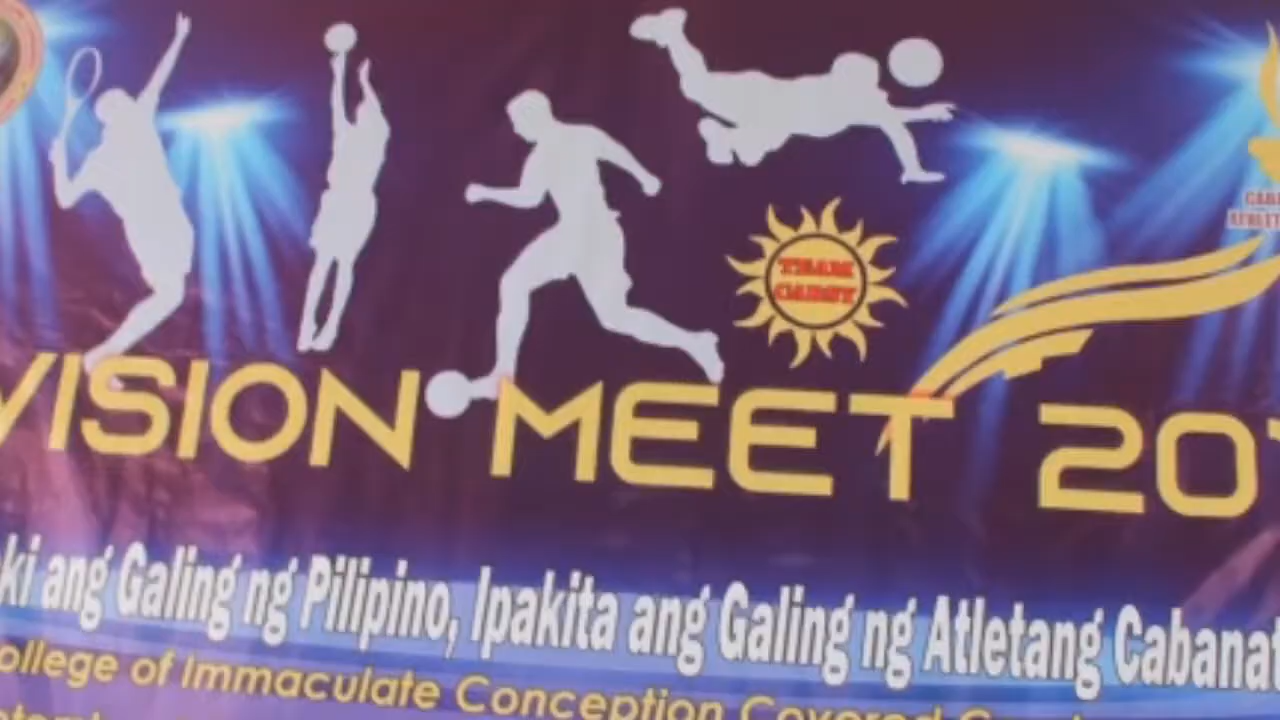 TEAM
VISION MEET 20
ki ang Galing ng Pilipino, Ipakita ang Galing ng Atletang Cabanat
ollege of Immaculate Conception Covered